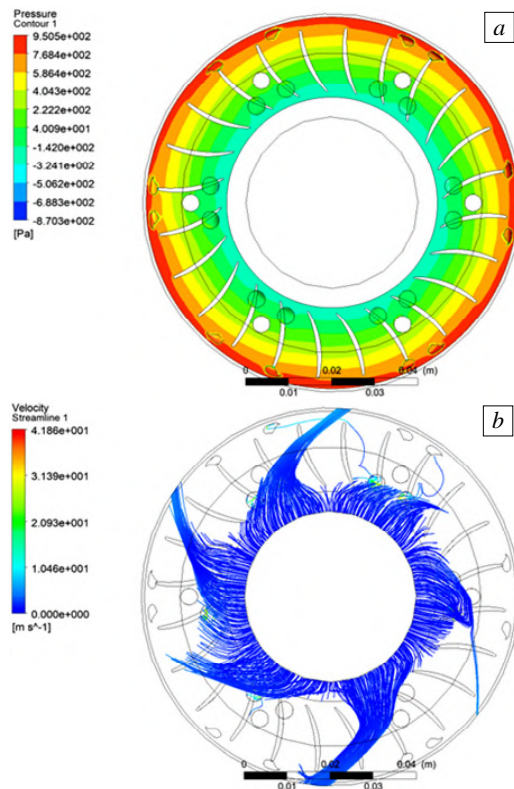 Pressure
Contour 1
9.505e+002
7.684e+002
5.864e+002
4.043e+002
2.222e+002
4.009e+001
-1.420e+002
-3.241e+002
-5.062e+002
-6.883e+002
-8.703e+002
[Pa]
a
0 0.02 0.04 (m)
0.01 0.03
Velocity
Streamline 1
4.186e+001
3.139e+001
2.093e+001
1.046e+001
0.000e+000
[m s^-1]
b
0 0.02 0.04 (m)
0.01 0.03